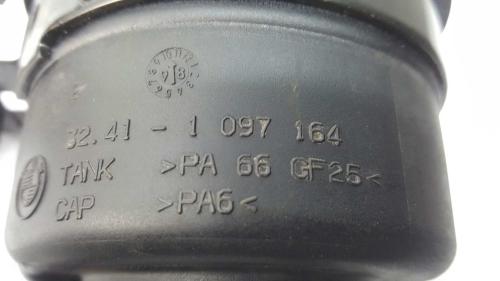 32.41 - 1 097 164
TANK >PA 66 GF25<
CAP >PA6<